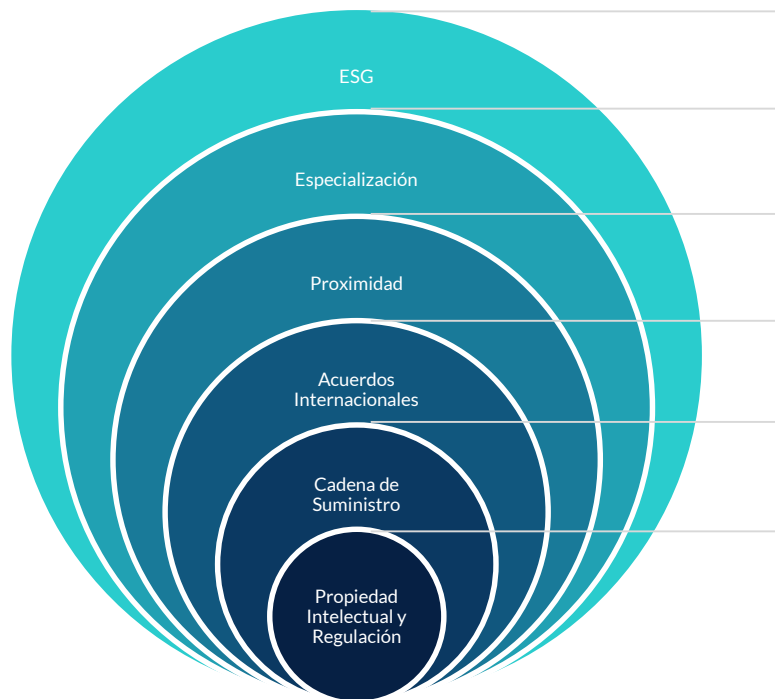 ESG
Especialización
Proximidad
Acuerdos
Internacionales
Cadena de
Suministro
Propiedad
Intelectual y
Regulación